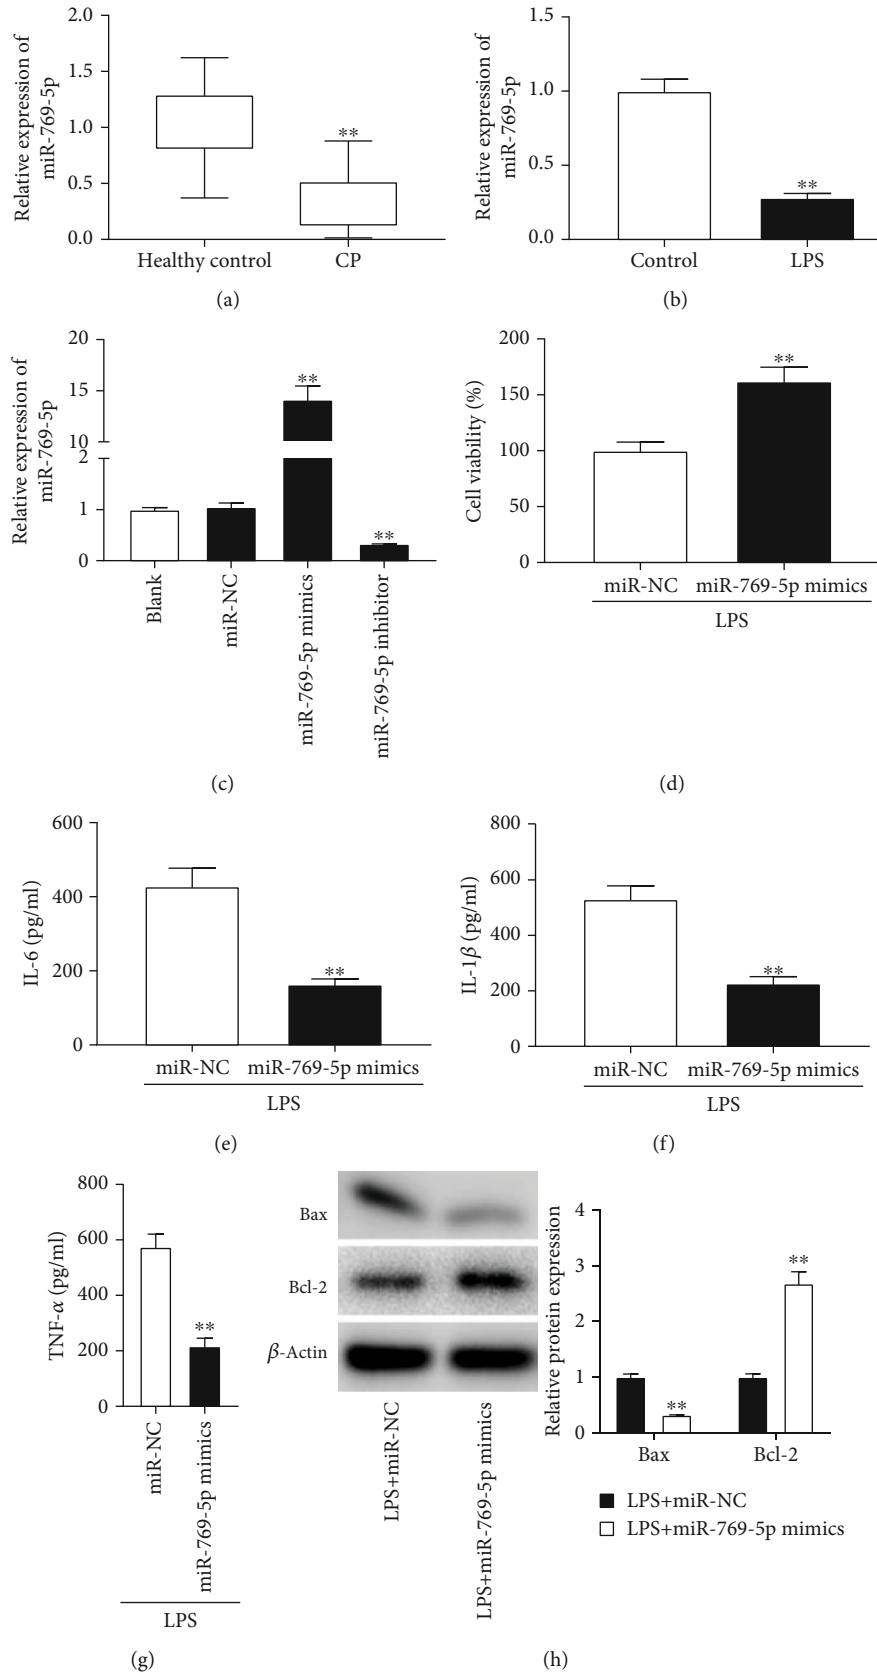 Relative expression of
miR-769-5p
2.0
1.5
1.0
0.5
0.0
**
Healthy control
CP
(a)
Relative expression of
miR-769-5p
1.5
1.0
0.5
0.0
**
Control
LPS
(b)
Relative expression of
miR-769-5p
20
15
10
2
1
0
**
**
Blank
miR-NC
miR-769-5p mimics
miR-769-5p inhibitor
(c)
Cell viability (%)
200
150
100
50
0
**
miR-NC
miR-769-5p mimics
LPS
(d)
IL-6 (pg/ml)
600
400
200
0
**
miR-NC
miR-769-5p mimics
LPS
(e)
IL-1β (pg/ml)
800
600
400
200
0
**
miR-NC
miR-769-5p mimics
LPS
(f)
TNF-α (pg/ml)
800
600
400
200
0
**
miR-NC
miR-769-5p mimics
LPS
(g)
Bax
Bcl-2
β-Actin
LPS+miR-NC
LPS+miR-769-5p mimics
Relative protein expression
4
3
2
1
0
**
**
Bax
Bcl-2
LPS+miR-NC
LPS+miR-769-5p mimics
(h)